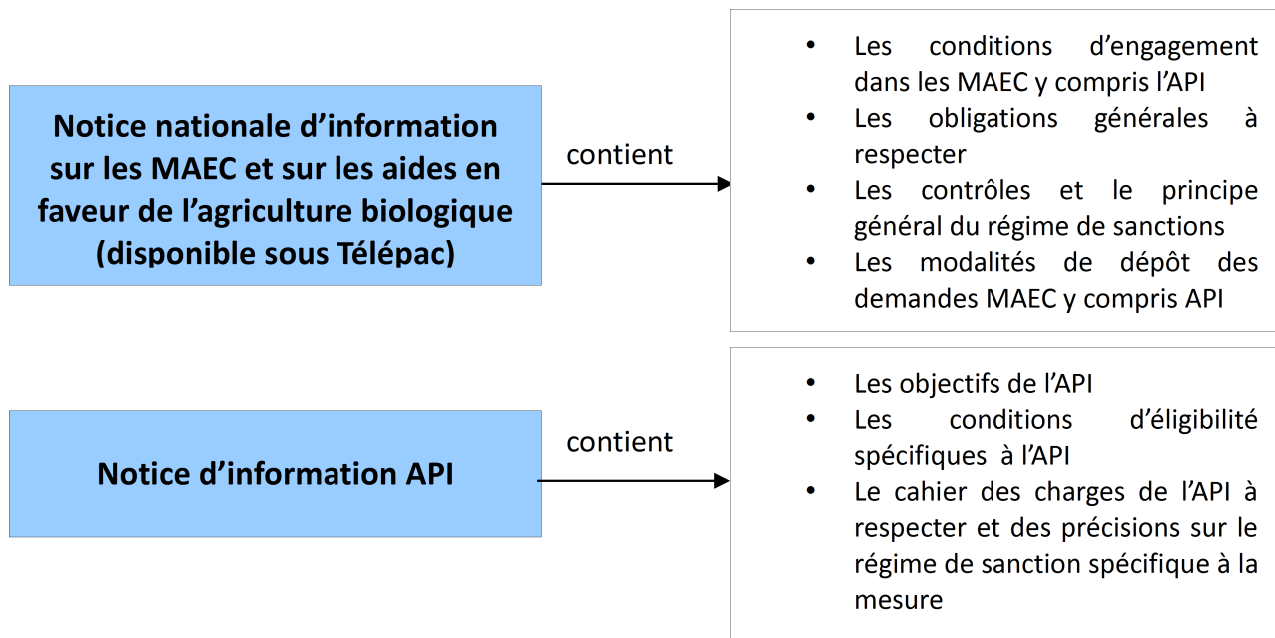 Notice nationale d’information
sur les MAEC et sur les aides en
faveur de l’agriculture biologique
(disponible sous Télépac)
contient
• Les conditions d’engagement
dans les MAEC y compris l’API
• Les obligations générales à
respecter
• Les contrôles et le principe
général du régime de sanctions
• Les modalités de dépôt des
demandes MAEC y compris API
Notice d’information API
contient
• Les objectifs de l’API
• Les conditions d’éligibilité
spécifiques à l’API
• Le cahier des charges de l’API à
respecter et des précisions sur le
régime de sanction spécifique à la
mesure